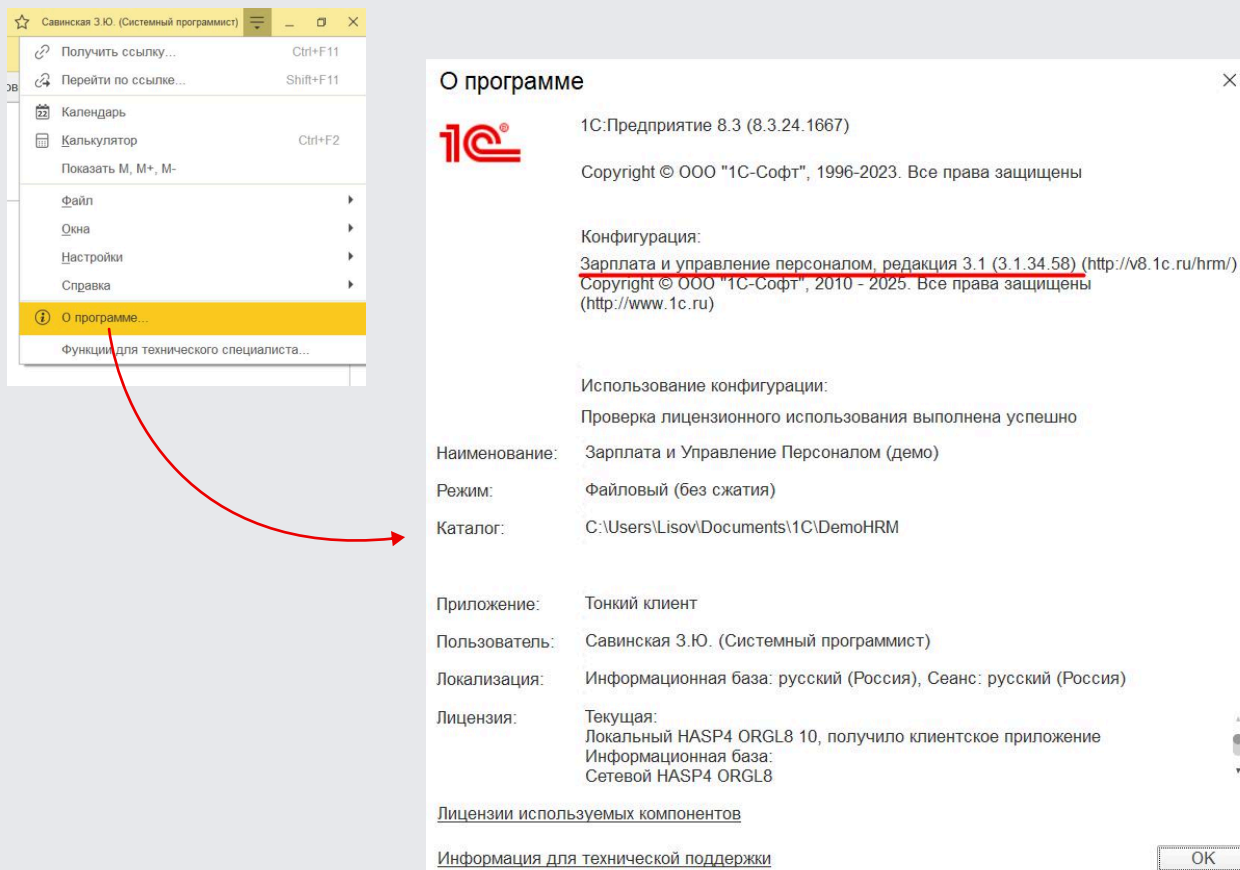 Савинская З.Ю. (Системный программист)
Получить ссылку... Ctrl+F11
Перейти по ссылке... Shift+F11
ов
22 Календарь
Калькулятор Ctrl+F2
Показать M, M+, M-
Файл
Окна
Настройки
Справка
О программе...
Функции для технического специалиста...
О программе
1С®
1С:Предприятие 8.3 (8.3.24.1667)
Copyright © ООО "1С-Софт", 1996-2023. Все права защищены
Конфигурация:
Зарплата и управление персоналом, редакция 3.1 (3.1.34.58) (http://v8.1c.ru/hrm/)
Copyright © ООО "1С-Софт", 2010 - 2025. Все права защищены
(http://www.1c.ru)
Использование конфигурации:
Проверка лицензионного использования выполнена успешно
Наименование: Зарплата и Управление Персоналом (демо)
Режим: Файловый (без сжатия)
Каталог: C:\Users\Lisov\Documents\1C\DemoHRM
Приложение: Тонкий клиент
Пользователь: Савинская З.Ю. (Системный программист)
Локализация: Информационная база: русский (Россия), Сеанс: русский (Россия)
Лицензия: Текущая:
Локальный HASP4 ORGL8 10, получило клиентское приложение
Информационная база:
Сетевой HASP4 ORGL8
Лицензии используемых компонентов
Информация для технической поддержки
OK